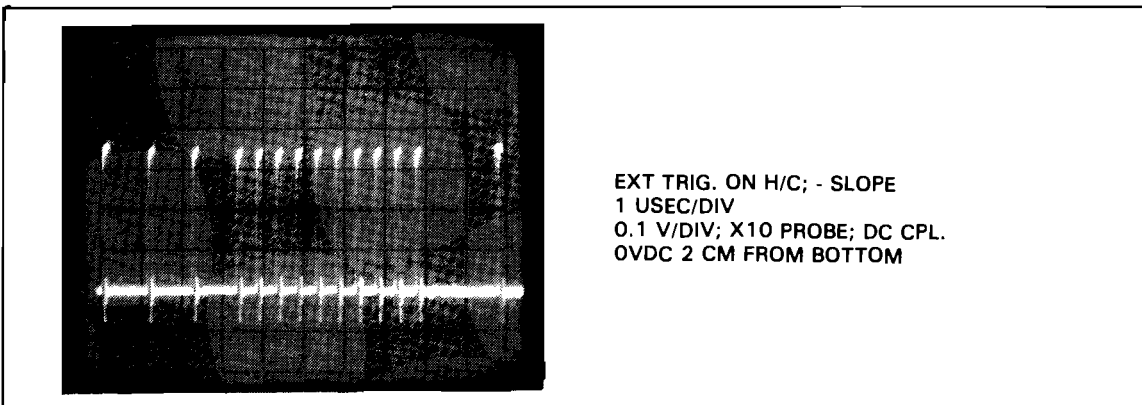 EXT TRIG. ON H/C; - SLOPE
1 USEC/DIV
0.1 V/DIV; X10 PROBE; DC CPL.
0VDC 2 CM FROM BOTTOM